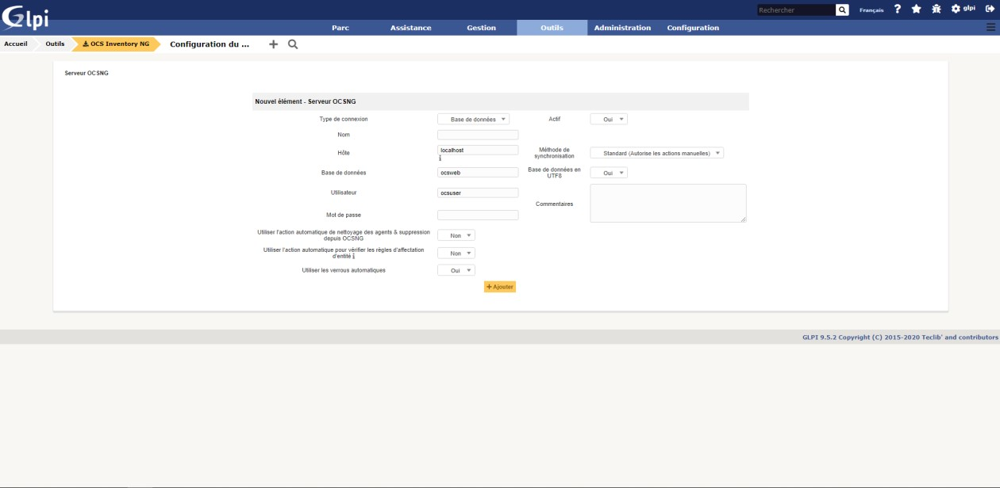 Glpi
Rechercher
Français
?
glpi
Parc
Assistance
Gestion
Outils
Administration
Configuration
Accueil
Outils
OCS Inventory NG
Configuration du ...
Serveur OCSNG
Nouvel élément - Serveur OCSNG
Type de connexion
Base de données
Actif
Oui
Nom
Hôte
localhost
i
Méthode de
synchronisation
Standard (Autorise les actions manuelles)
Base de données
ocsweb
Base de données en
UTF8
Oui
Utilisateur
ocsuser
Commentaires
Mot de passe
Utiliser l'action automatique de nettoyage des agents & suppression
depuis OCSNG
Non
Utiliser l'action automatique pour vérifier les règles d'affectation
d'entité i
Non
Utiliser les verrous automatiques
Oui
+ Ajouter
GLPI 9.5.2 Copyright (C) 2015-2020 Teclib' and contributors